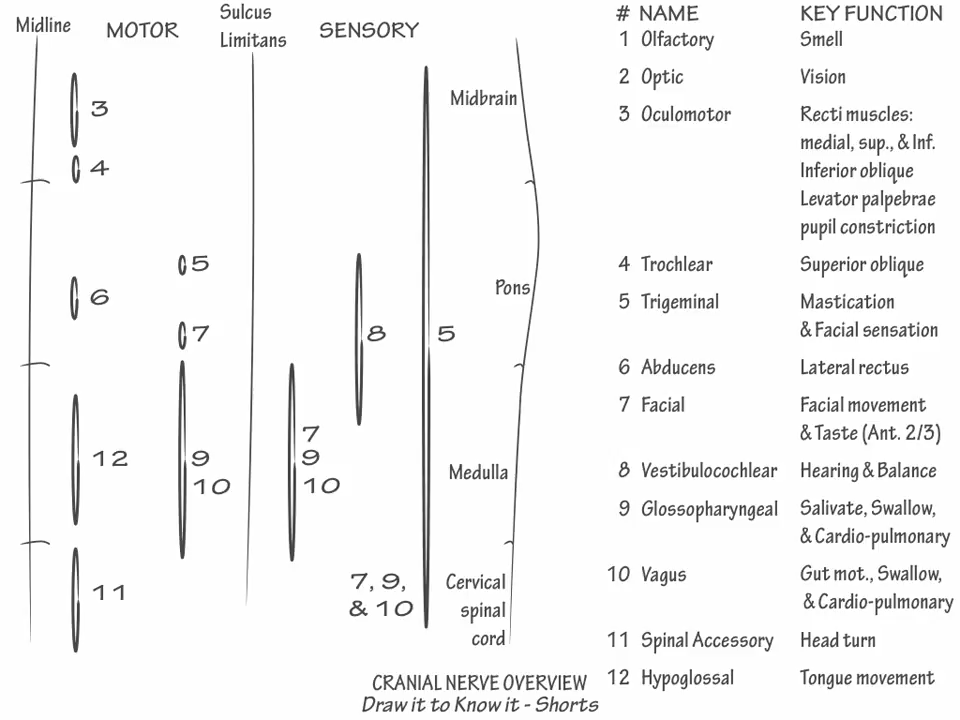 Midline
MOTOR
Sulcus
Limitans
SENSORY
3
4
5
6
7
8
5
Midbrain
Pons
12
9
10
7
9
10
Medulla
11
7, 9,
& 10
Cervical
spinal
cord
# NAME KEY FUNCTION
1 Olfactory Smell
2 Optic Vision
3 Oculomotor Recti muscles:
medial, sup., & Inf.
Inferior oblique
Levator palpebrae
pupil constriction
4 Trochlear Superior oblique
5 Trigeminal Mastication
& Facial sensation
6 Abducens Lateral rectus
7 Facial Facial movement
& Taste (Ant. 2/3)
8 Vestibulocochlear Hearing & Balance
9 Glossopharyngeal Salivate, Swallow,
& Cardio-pulmonary
10 Vagus Gut mot., Swallow,
& Cardio-pulmonary
11 Spinal Accessory Head turn
12 Hypoglossal Tongue movement
CRANIAL NERVE OVERVIEW
Draw it to Know it - Shorts